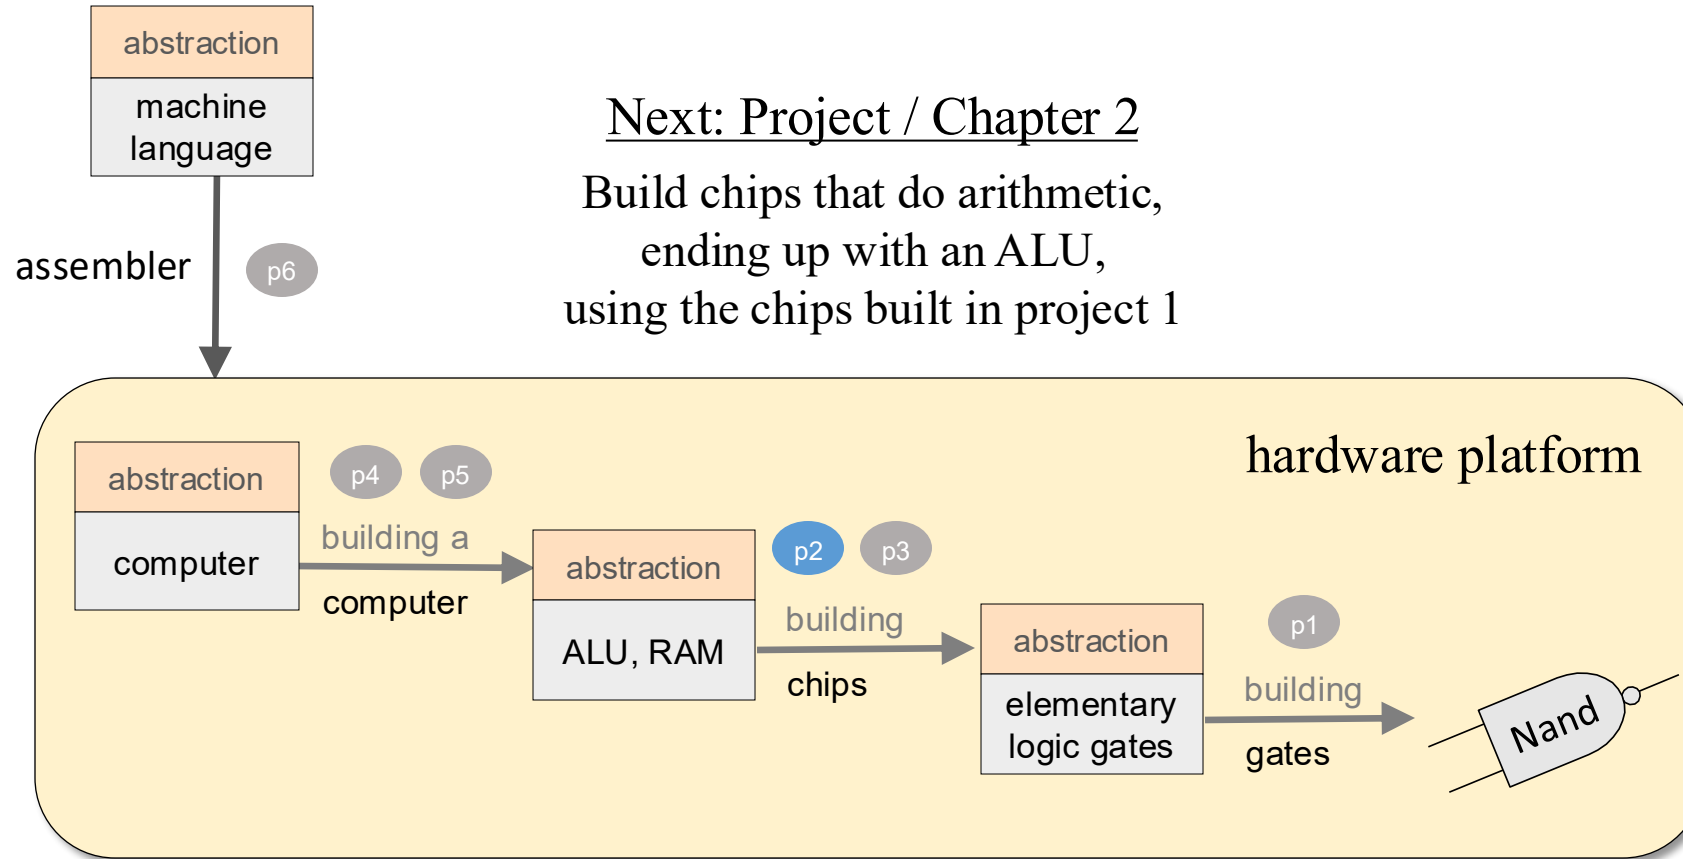 abstraction
machine
language
Next: Project / Chapter 2
Build chips that do arithmetic,
ending up with an ALU,
using the chips built in project 1
assembler
p6
hardware platform
abstraction
computer
p4
p5
building a
computer
abstraction
ALU, RAM
p2
p3
building
chips
abstraction
elementary
logic gates
p1
building
gates
Nand